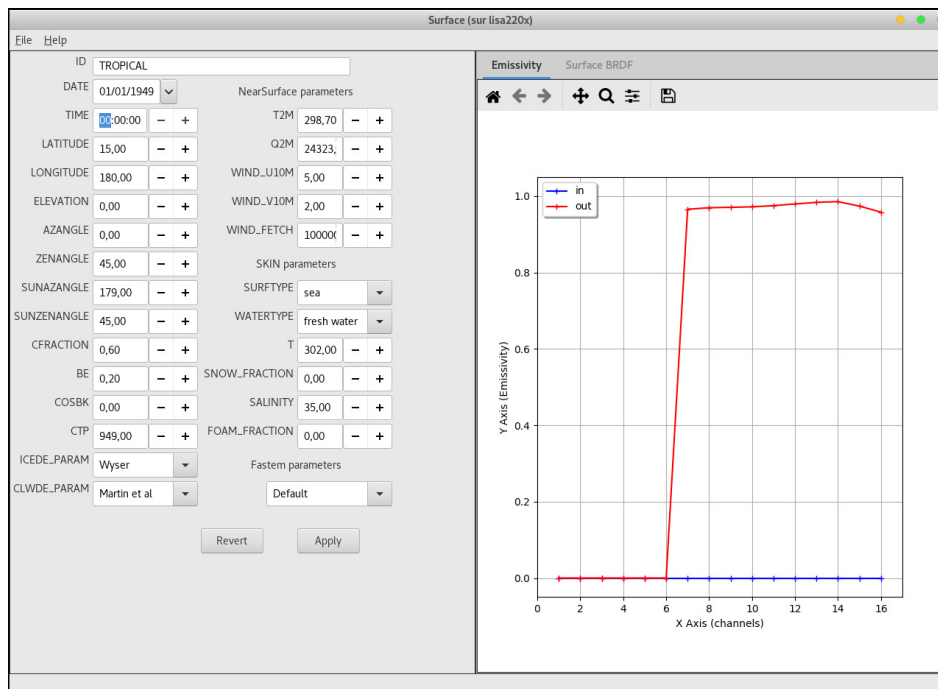 Surface (sur lisa220x)
File Help
ID TROPICAL
DATE 01/01/1949
TIME 00:00:00 − +
LATITUDE 15,00 − +
LONGITUDE 180,00 − +
ELEVATION 0,00 − +
AZANGLE 0,00 − +
ZENANGLE 45,00 − +
SUNAZANGLE 179,00 − +
SUNZENANGLE 45,00 − +
CFRACTION 0,60 − +
BE 0,20 − +
COSBK 0,00 − +
CTP 949,00 − +
ICEDE_PARAM Wyser
CLWDE_PARAM Martin et al
NearSurface parameters
T2M 298,70 − +
Q2M 24323, − +
WIND_U10M 5,00 − +
WIND_V10M 2,00 − +
WIND_FETCH 10000 − +
SKIN parameters
SURFTYPE sea
WATERTYPE fresh water
T 302,00 − +
SNOW_FRACTION 0,00 − +
SALINITY 35,00 − +
FOAM_FRACTION 0,00 − +
Fastem parameters
Default
Revert Apply
Emissivity Surface BRDF
in
out
1.0
0.8
0.6
0.4
0.2
0.0
Y Axis (Emissivity)
0 2 4 6 8 10 12 14 16
X Axis (channels)